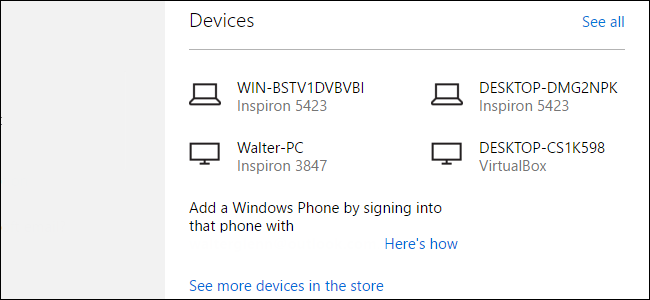 Devices
See all
WIN-BSTV1DVBVBI
Inspiron 5423
DESKTOP-DMG2NPK
Inspiron 5423
Walter-PC
Inspiron 3847
DESKTOP-CS1K598
VirtualBox
Add a Windows Phone by signing into
that phone with
Here's how
See more devices in the store